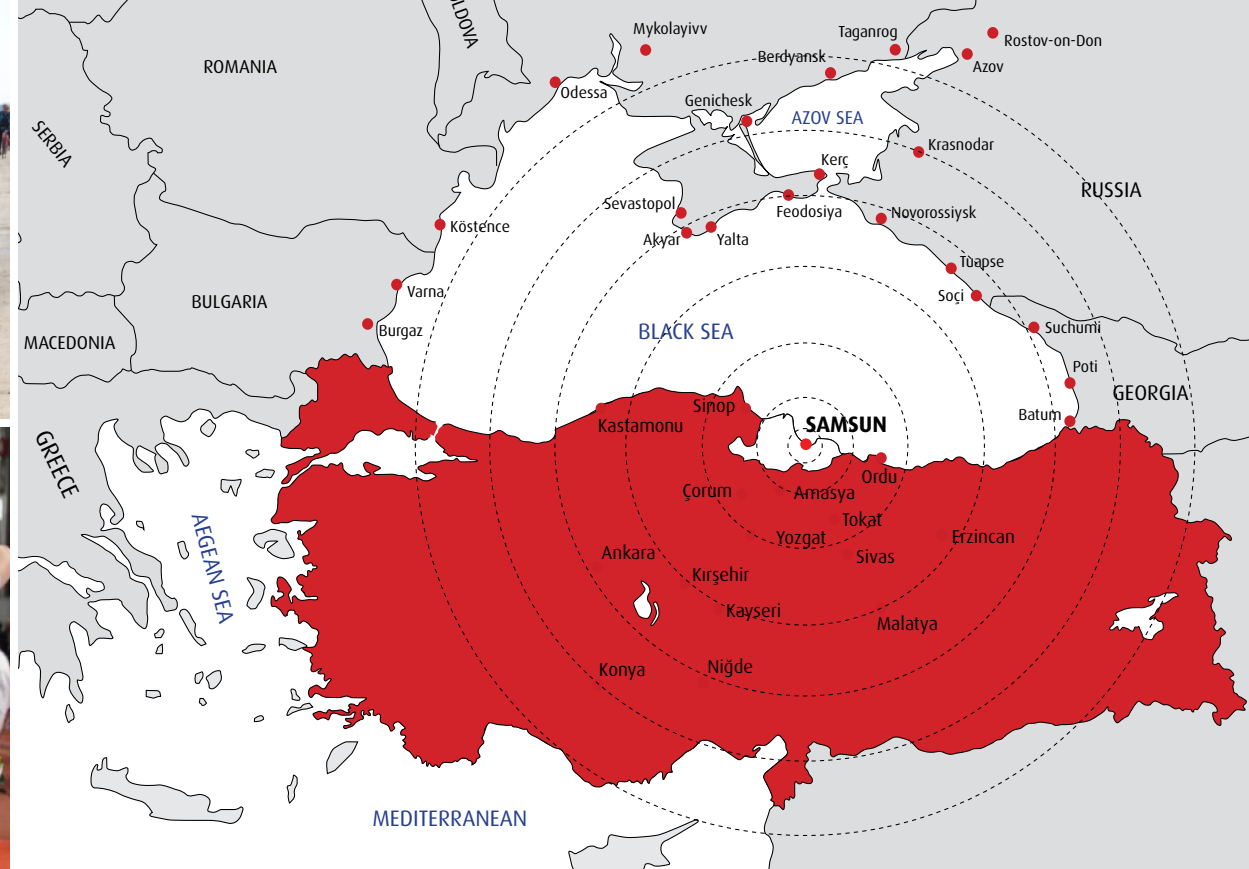 OLDOVA
Mykolayivv
Taganrog
Rostov-on-Don
Berdyansk
Azov
ROMANIA
Odessa
Genichesk
AZOV SEA
SERBIA
Krasnodar
Kerç
RUSSIA
Sevastopol
Feodosiya
Novorossiysk
Köstence
Akyar
Yalta
Tuapse
Soçi
Varna
BULGARIA
Burgaz
BLACK SEA
Suchumi
MACEDONIA
Poti
GEORGIA
Sinop
Batum
Kastamonu
SAMSUN
GREECE
Ordu
Çorum
Amasya
Tokat
Yozgat
Erzincan
AEGEAN SEA
Ankara
Sivas
Kırşehir
Kayseri
Malatya
Konya
Niğde
MEDITERRANEAN